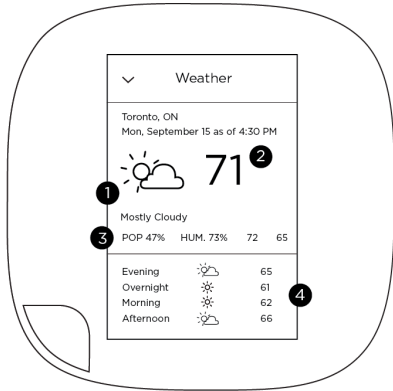 Weather
Toronto, ON
Mon, September 15 as of 4:30 PM
71 2
1
Mostly Cloudy
3 POP 47% HUM. 73% 72 65
Evening 65
Overnight 61
4
Morning 62
Afternoon 66